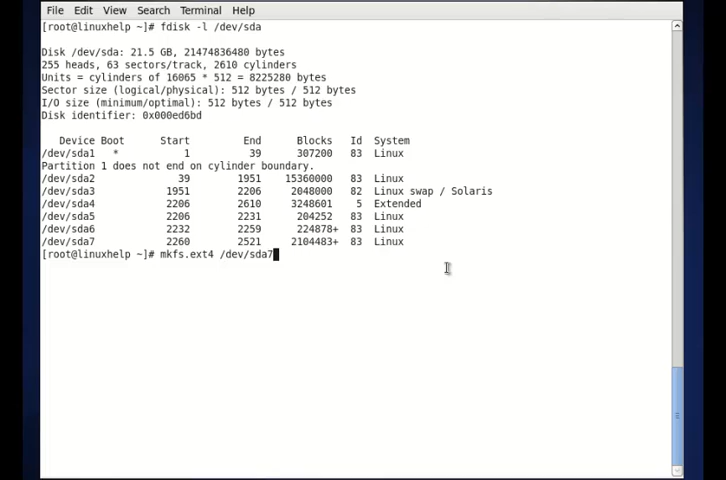 File Edit View Search Terminal Help
[root@linuxhelp ~]# fdisk -l /dev/sda
Disk /dev/sda: 21.5 GB, 21474836480 bytes
255 heads, 63 sectors/track, 2610 cylinders
Units = cylinders of 16065 * 512 = 8225280 bytes
Sector size (logical/physical): 512 bytes / 512 bytes
I/O size (minimum/optimal): 512 bytes / 512 bytes
Disk identifier: 0x000ed6bd
Device Boot Start End Blocks Id System
/dev/sda1 * 1 39 307200 83 Linux
Partition 1 does not end on cylinder boundary.
/dev/sda2 39 1951 15360000 83 Linux
/dev/sda3 1951 2206 2048000 82 Linux swap / Solaris
/dev/sda4 2206 2610 3248601 5 Extended
/dev/sda5 2206 2231 204252 83 Linux
/dev/sda6 2232 2259 224878+ 83 Linux
/dev/sda7 2260 2521 2104483+ 83 Linux
[root@linuxhelp ~]# mkfs.ext4 /dev/sda7